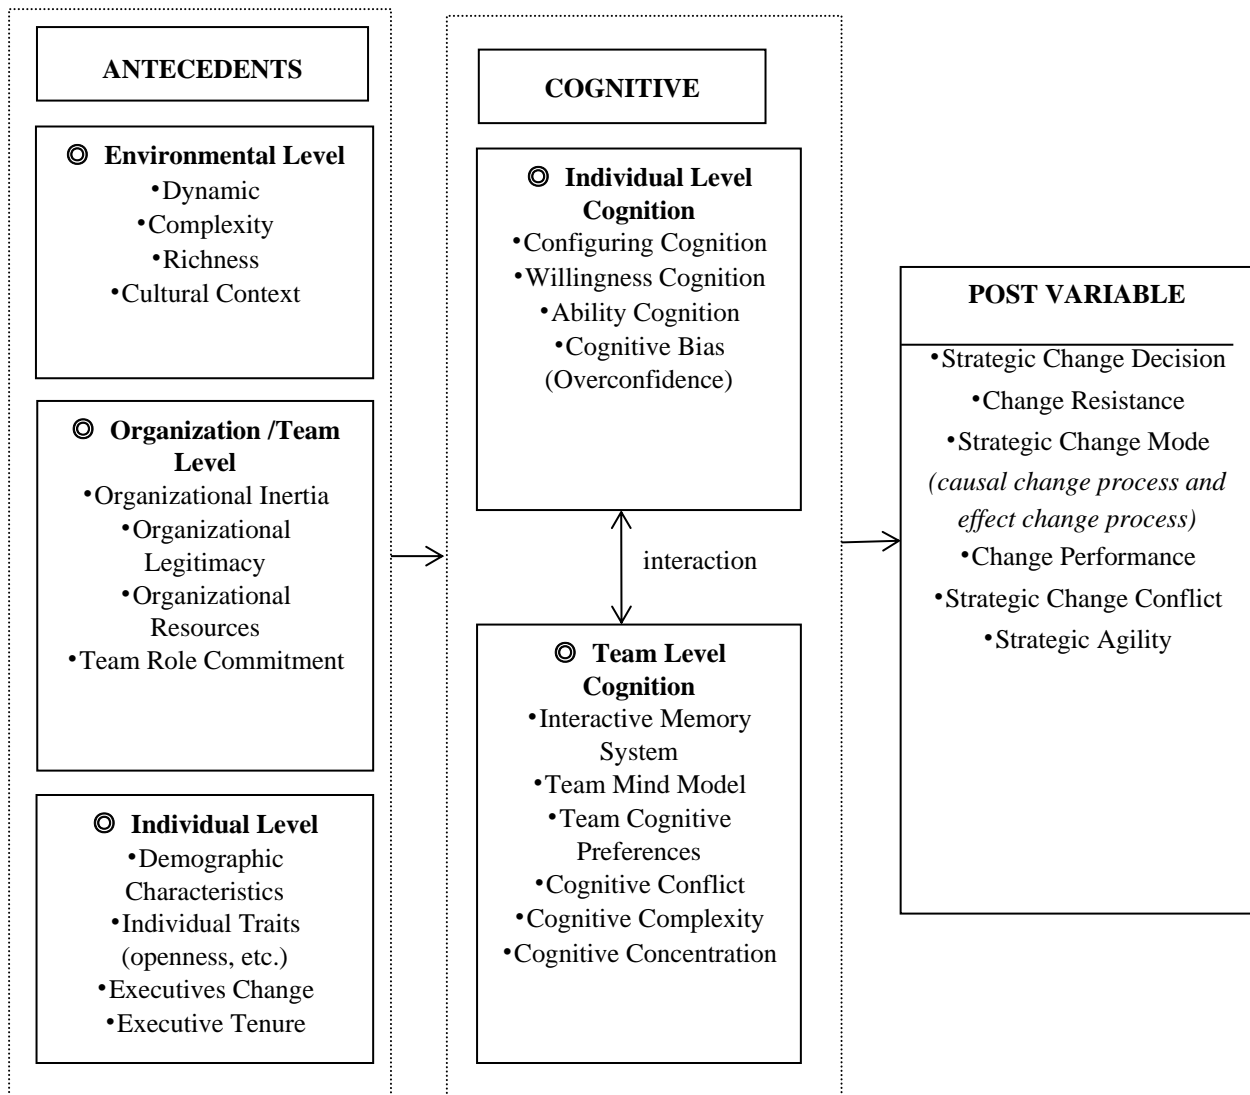 ANTECEDENTS
◎ Environmental Level
•Dynamic
•Complexity
•Richness
•Cultural Context
◎ Organization /Team
Level
•Organizational Inertia
•Organizational
Legitimacy
•Organizational
Resources
•Team Role Commitment
◎ Individual Level
•Demographic
Characteristics
•Individual Traits
(openness, etc.)
•Executives Change
•Executive Tenure
COGNITIVE
◎ Individual Level
Cognition
•Configuring Cognition
•Willingness Cognition
•Ability Cognition
•Cognitive Bias
(Overconfidence)
interaction
◎ Team Level
Cognition
•Interactive Memory
System
•Team Mind Model
•Team Cognitive
Preferences
•Cognitive Conflict
•Cognitive Complexity
•Cognitive Concentration
POST VARIABLE
•Strategic Change Decision
•Change Resistance
•Strategic Change Mode
(causal change process and
effect change process)
•Change Performance
•Strategic Change Conflict
•Strategic Agility